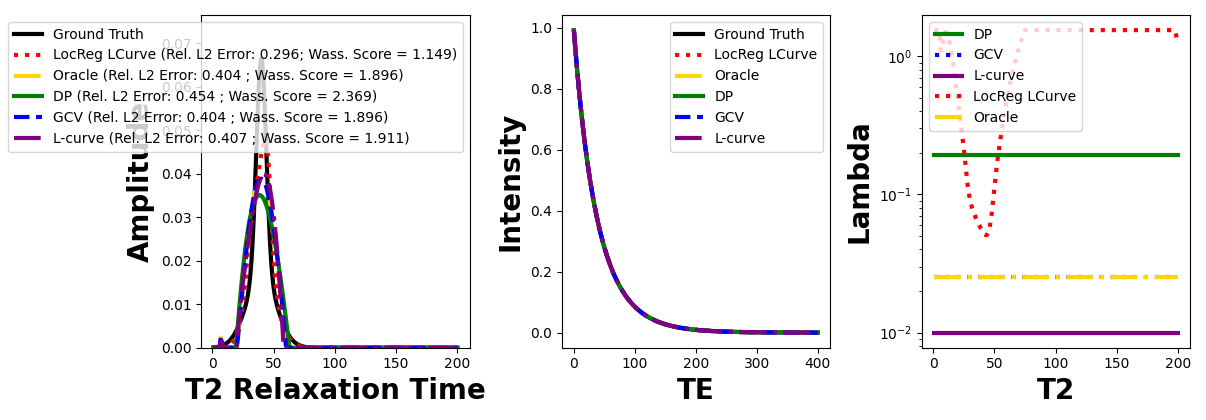 Ground Truth
LocReg LCurve (Rel. L2 Error: 0.296; Wass. Score = 1.149)
Oracle (Rel. L2 Error: 0.404 ; Wass. Score = 1.896)
DP (Rel. L2 Error: 0.454 ; Wass. Score = 2.369)
GCV (Rel. L2 Error: 0.404 ; Wass. Score = 1.896)
L-curve (Rel. L2 Error: 0.407 ; Wass. Score = 1.911)
Amplitude
0.07
0.06
0.05
0.04
0.03
0.02
0.01
0.00
0 50 100 150 200
T2 Relaxation Time
Ground Truth
LocReg LCurve
Oracle
DP
GCV
L-curve
Intensity
1.0
0.8
0.6
0.4
0.2
0.0
0 100 200 300 400
TE
DP
GCV
L-curve
LocReg LCurve
Oracle
Lambda
10⁰
10⁻¹
10⁻²
0 50 100 150 200
T2